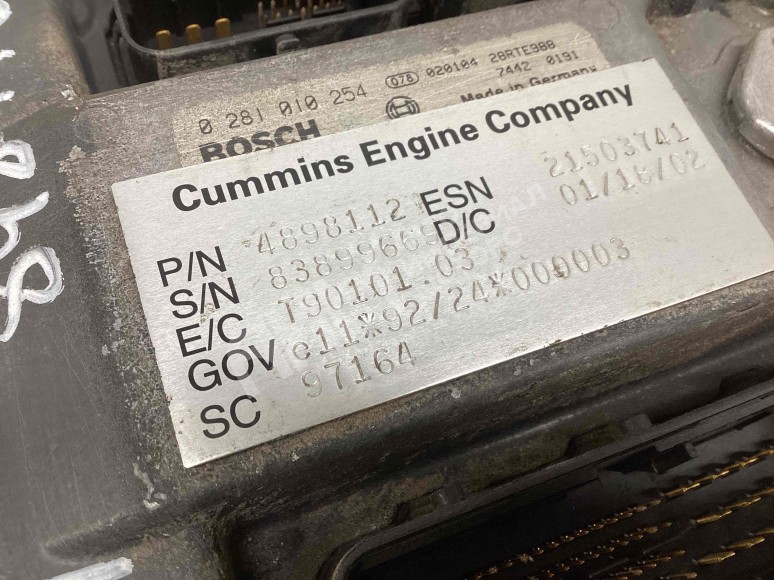 0 281 010 254 078 020104 28RTE988
7442 0191
BOSCH Made in Germany
Cummins Engine Company
P/N 4898112 ESN 21503741
S/N 8389966 D/C 01/16/02
E/C T90101.03
GOV e11*92/24*000003
SC 97164